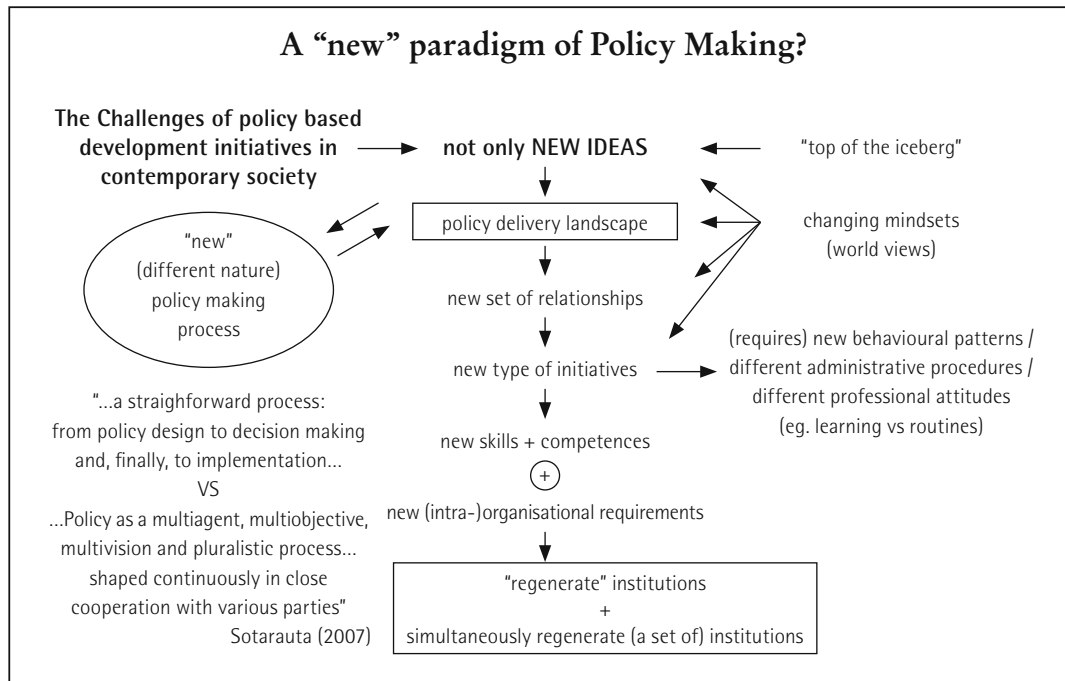 A “new” paradigm of Policy Making?
The Challenges of policy based
development initiatives in
contemporary society
not only NEW IDEAS
“top of the iceberg”
policy delivery landscape
changing mindsets
(world views)
“new”
(different nature)
policy making
process
new set of relationships
new type of initiatives
(requires) new behavioural patterns /
different administrative procedures /
different professional attitudes
(eg. learning vs routines)
“...a straighforward process:
from policy design to decision making
and, finally, to implementation...
VS
...Policy as a multiagent, multiobjective,
multivision and pluralistic process...
shaped continuously in close
cooperation with various parties”
Sotarauta (2007)
new skills + competences
+
new (intra-)organisational requirements
“regenerate” institutions
+
simultaneously regenerate (a set of) institutions